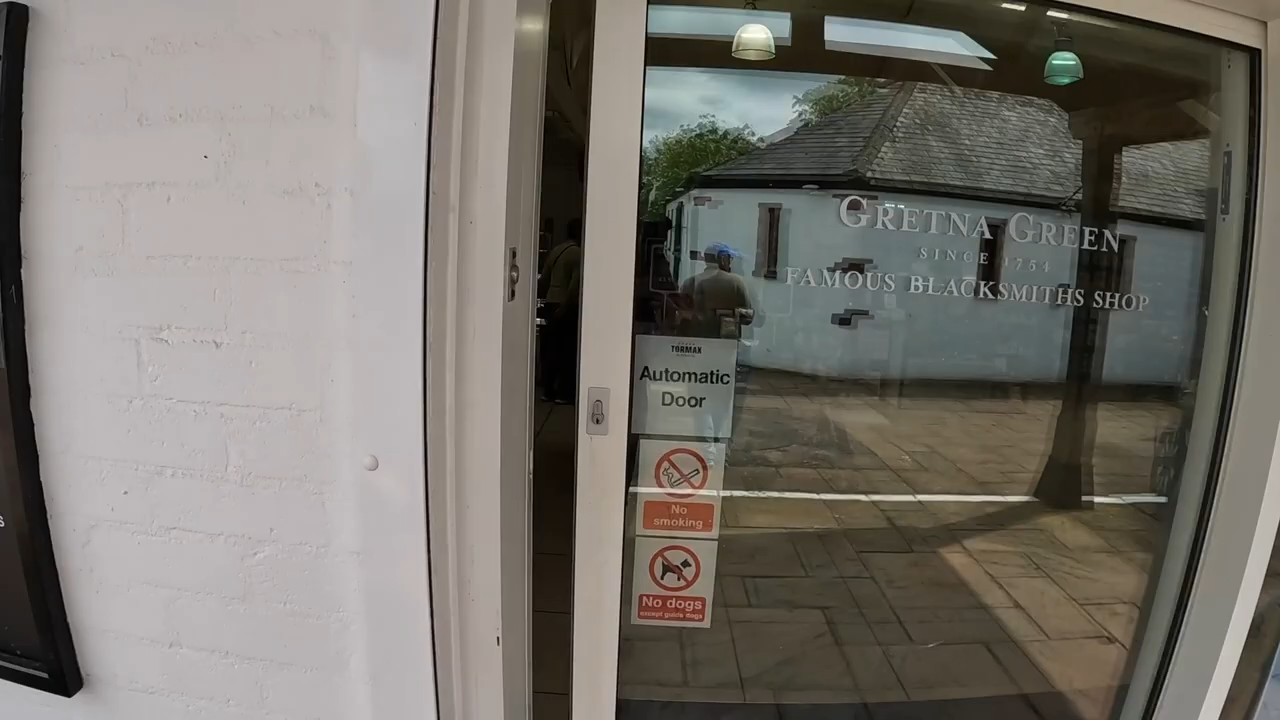 GRETNA GREEN
SINCE 1754
FAMOUS BLACKSMITHS SHOP
TORMAX
Automatic
Door
No
smoking
No dogs
except guide dogs